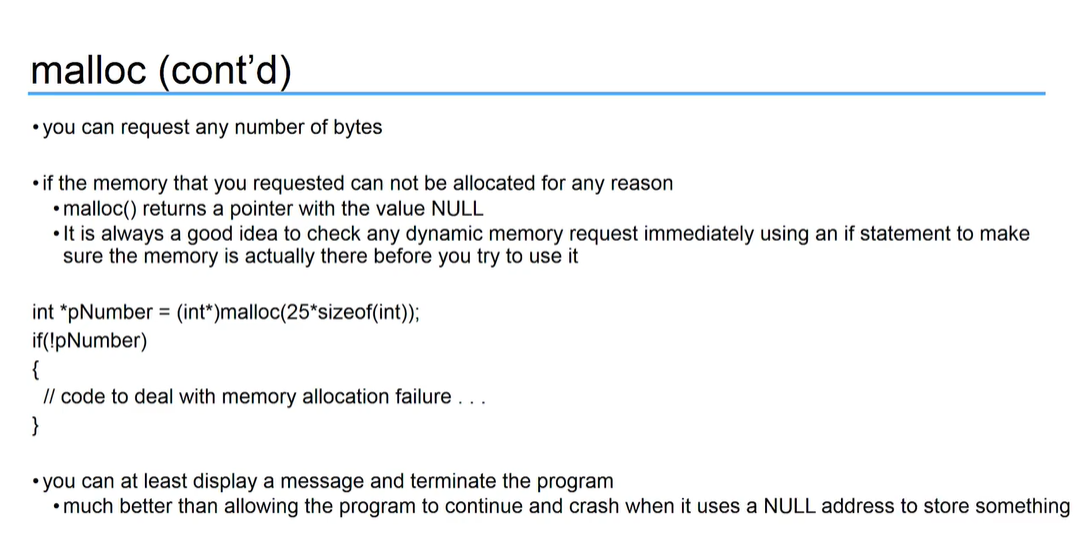 malloc (cont’d)
•you can request any number of bytes
•if the memory that you requested can not be allocated for any reason
•malloc() returns a pointer with the value NULL
•It is always a good idea to check any dynamic memory request immediately using an if statement to make
sure the memory is actually there before you try to use it
int *pNumber = (int*)malloc(25*sizeof(int));
if(!pNumber)
{
// code to deal with memory allocation failure . . .
}
•you can at least display a message and terminate the program
•much better than allowing the program to continue and crash when it uses a NULL address to store something